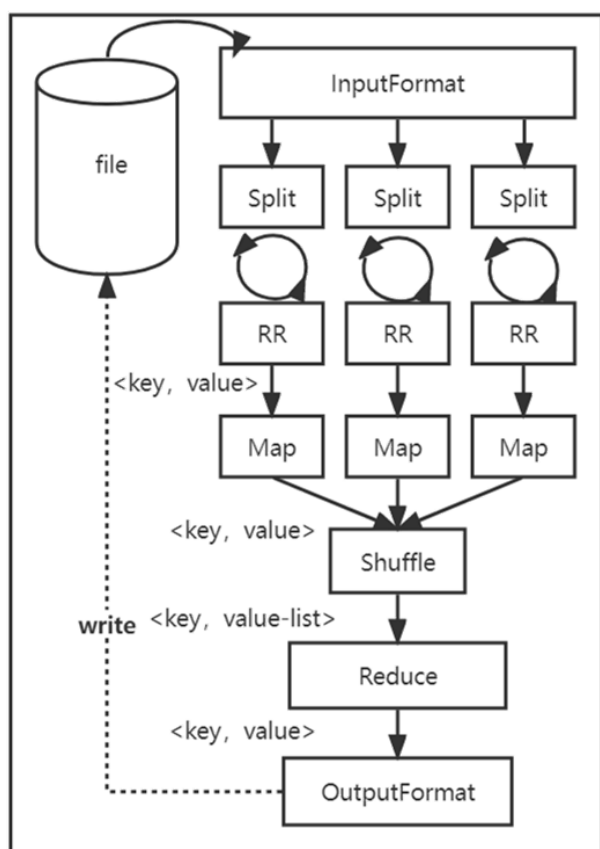 InputFormat
file
Split Split Split
RR RR RR
<key, value>
Map Map Map
<key, value>
Shuffle
write <key, value-list>
Reduce
<key, value>
OutputFormat